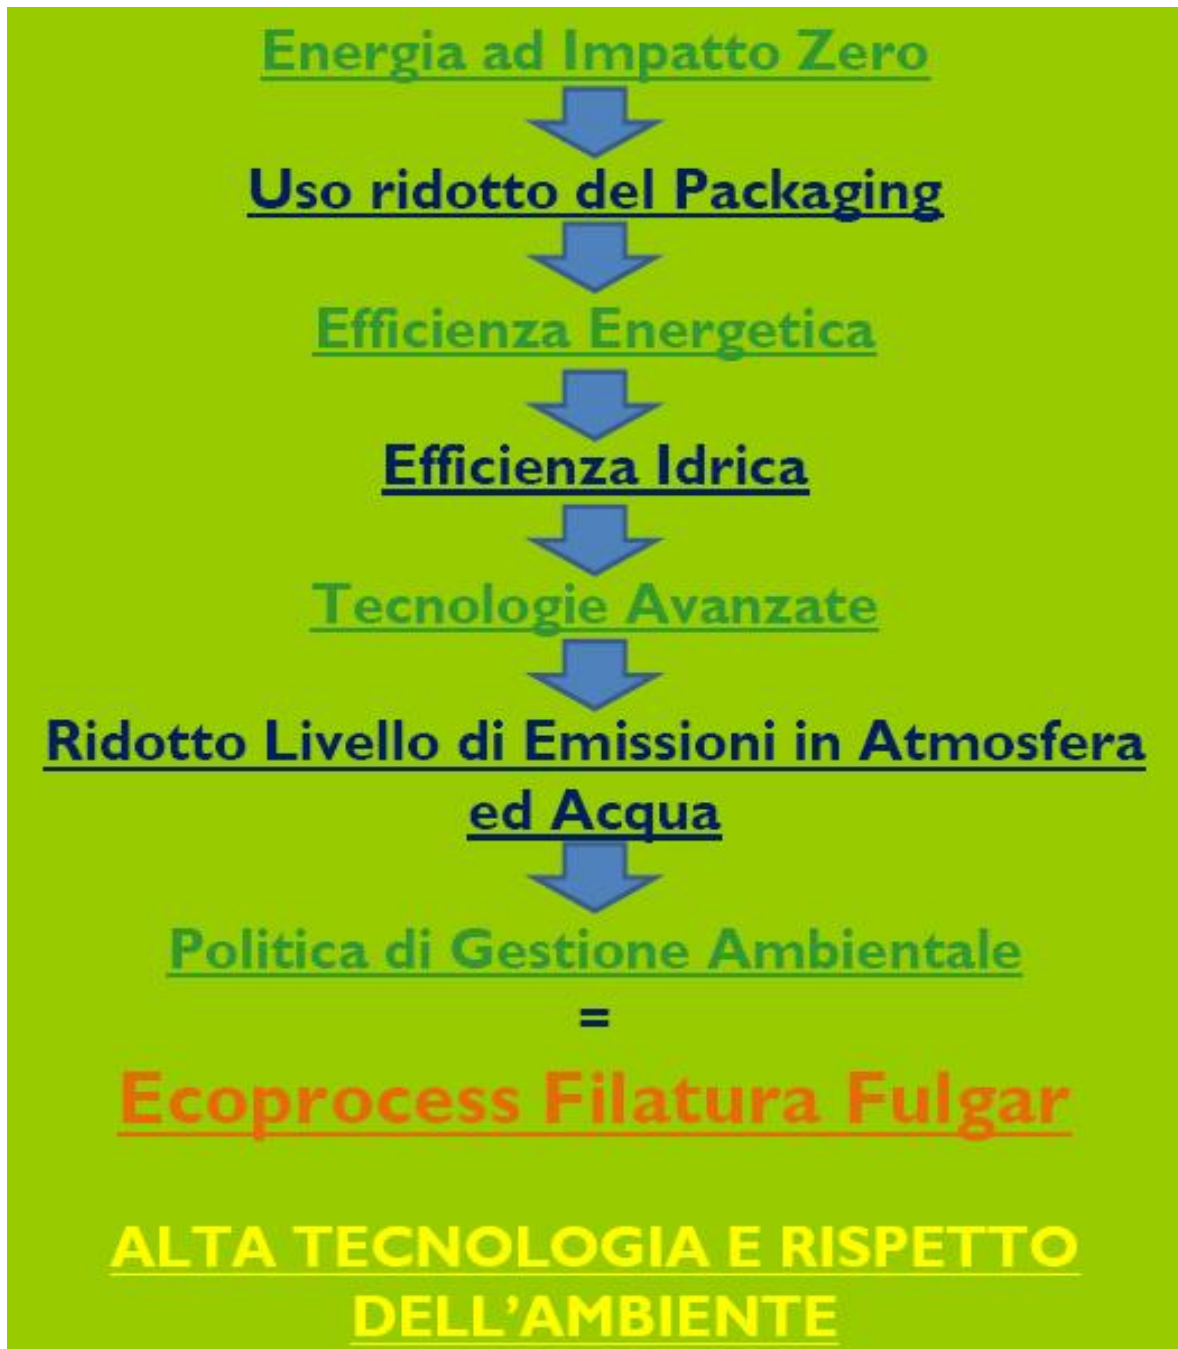 Energia ad Impatto Zero
Uso ridotto del Packaging
Efficienza Energetica
Efficienza Idrica
Tecnologie Avanzate
Ridotto Livello di Emissioni in Atmosfera
ed Acqua
Politica di Gestione Ambientale
=
Ecoprocess Filatura Fulgar
ALTA TECNOLOGIA E RISPETTO
DELL’AMBIENTE